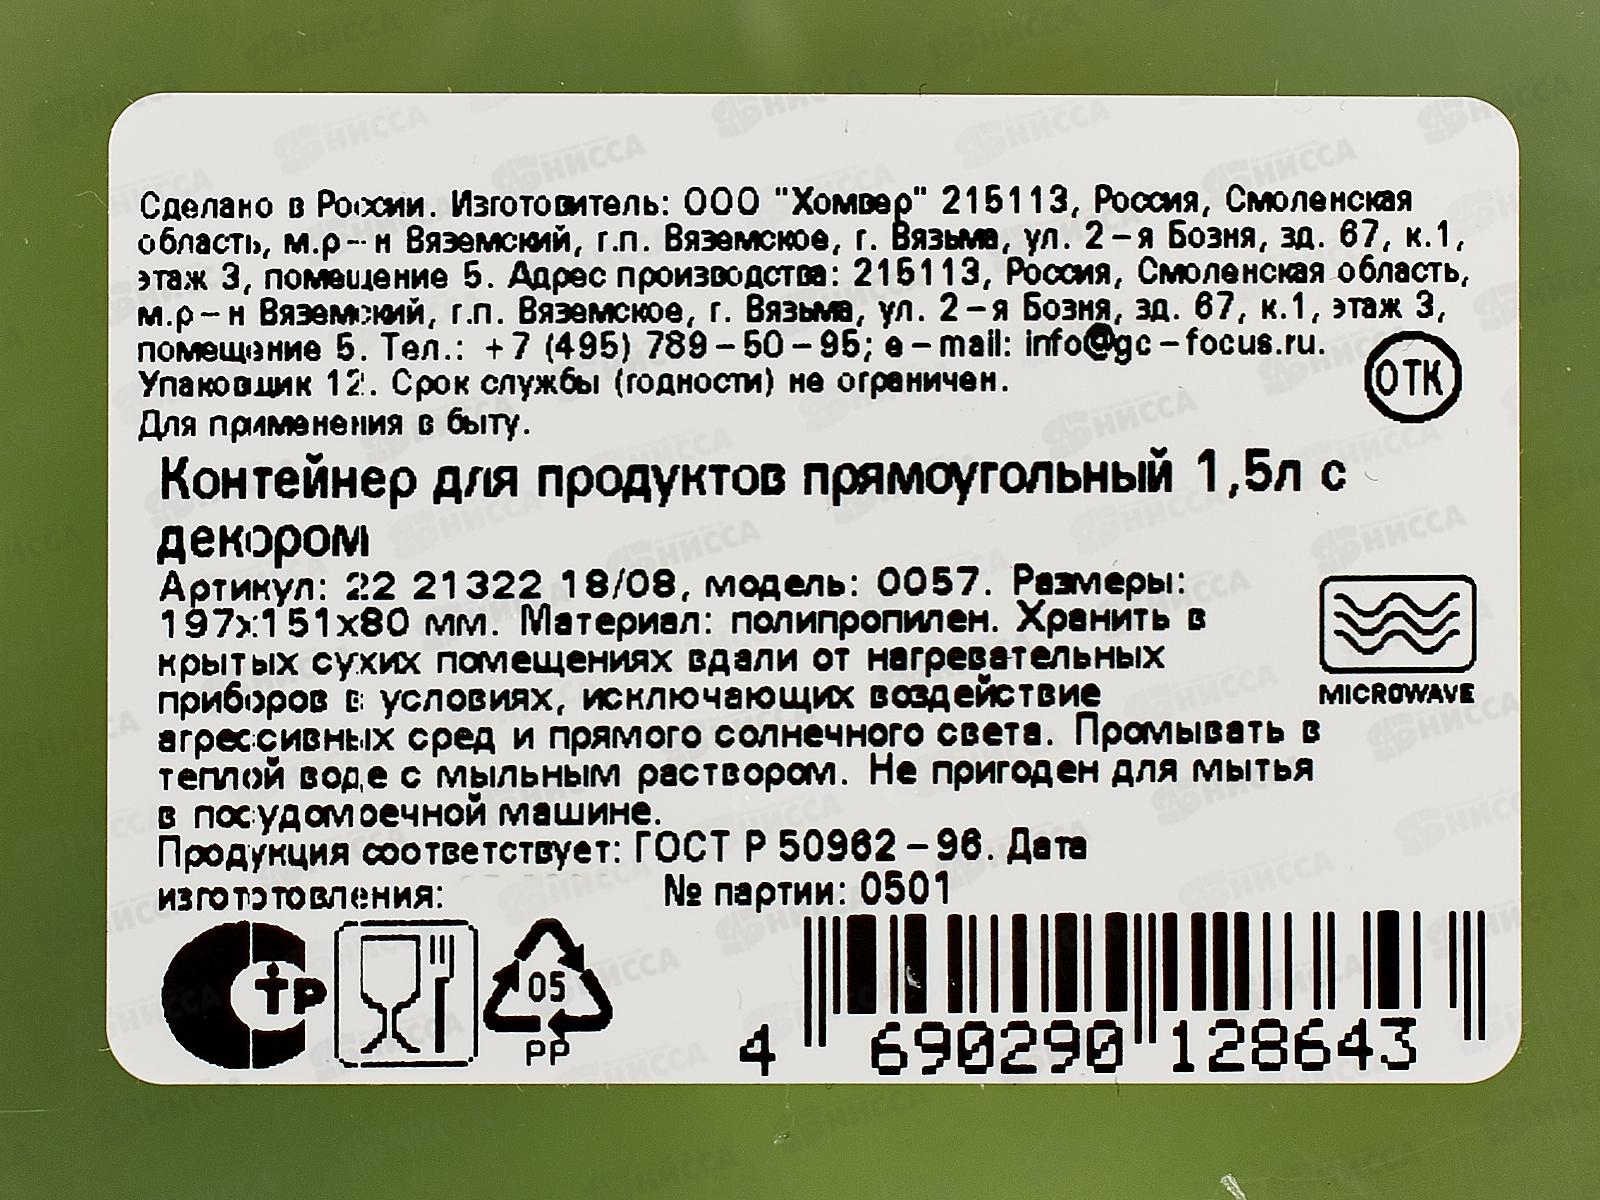 Сделано в России. Изготовитель: ООО "Хомвер" 215113, Россия, Смоленская
область, м.р-н Вяземский, г.п. Вяземское, г. Вязьма, ул. 2-я Бозня, зд. 67, к.1,
этаж 3, помещение 5. Адрес производства: 215113, Россия, Смоленская область,
м.р-н Вяземский, г.п. Вяземское, г. Вязьма, ул. 2-я Бозня, зд. 67, к.1, этаж 3,
помещение 5. Тел.: +7 (495) 789-50-95; e-mail: info@gc-focus.ru.
Упаковщик 12. Срок службы (годности) не ограничен.
ОТК
Для применения в быту.
Контейнер для продуктов прямоугольный 1,5л с
декором
Артикул: 22 21322 18/08, модель: 0057. Размеры:
197х151х80 мм. Материал: полипропилен. Хранить в
крытых сухих помещениях вдали от нагревательных
приборов в условиях, исключающих воздействие
MICROWAVE
агрессивных сред и прямого солнечного света. Промывать в
теплой воде с мыльным раствором. Не пригоден для мытья
в посудомоечной машине.
Продукция соответствует: ГОСТ Р 50962-96. Дата
изготовления: № партии: 0501
СТР
05
PP
4 690290 128643
НИССА